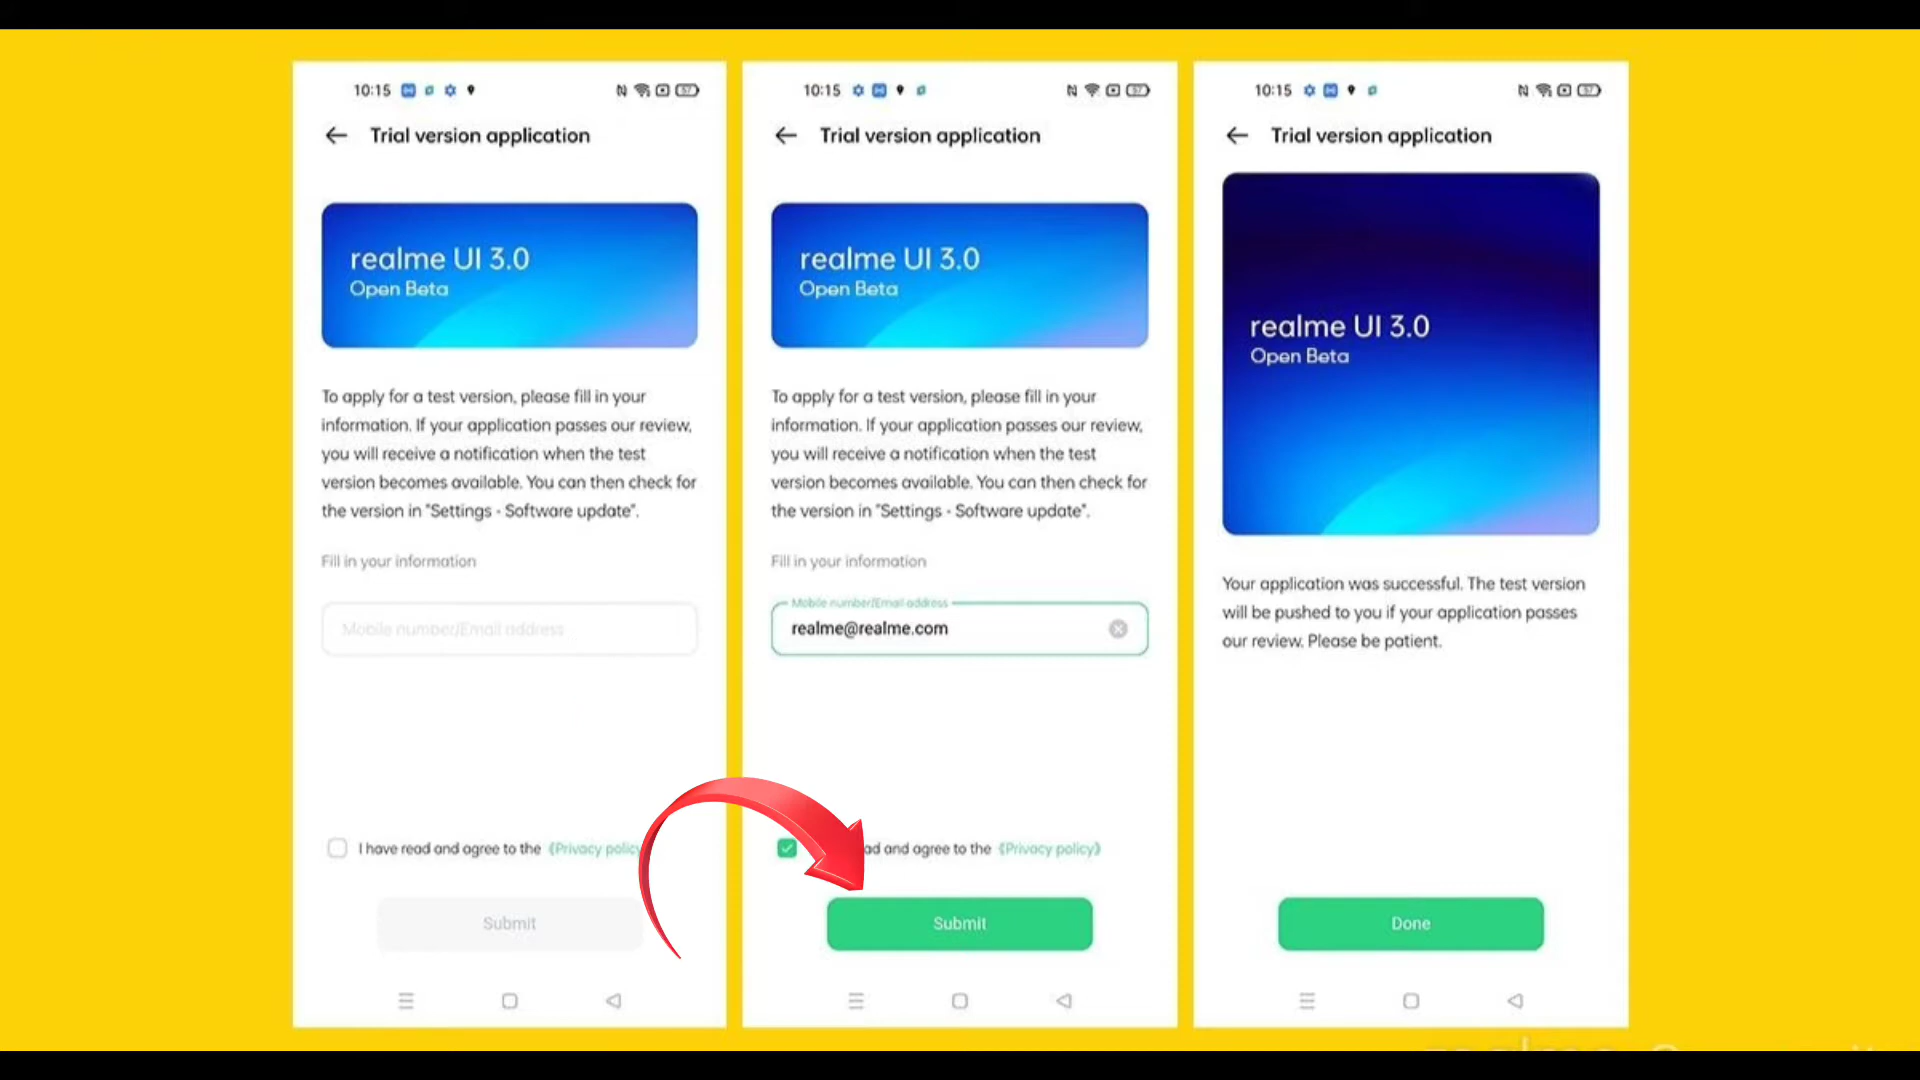 10:15
Trial version application
realme UI 3.0
Open Beta
To apply for a test version, please fill in your
information. If your application passes our review,
you will receive a notification when the test
version becomes available. You can then check for
the version in "Settings - Software update".
Fill in your information
Mobile number/Email address
I have read and agree to the 《Privacy policy
Submit
10:15 57
Trial version application
realme UI 3.0
Open Beta
To apply for a test version, please fill in your
information. If your application passes our review,
you will receive a notification when the test
version becomes available. You can then check for
the version in "Settings - Software update".
Fill in your information
Mobile number/Email address
realme@realme.com
and agree to the 《Privacy policy》
Submit
10:15
Trial version application
realme UI 3.0
Open Beta
Your application was successful. The test version
will be pushed to you if your application passes
our review. Please be patient.
Done